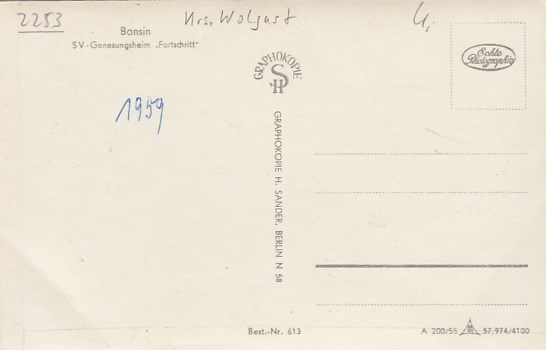 2253
Krs. Wolgast
Bansin
SV-Genesungsheim „Fortschritt"
1959
GRAPHOKOPIE
SH
GRAPHOKOPIE H. SANDER, BERLIN N 58
Echte
Photographie
Best.-Nr. 613
A 200/55 57/974/4100